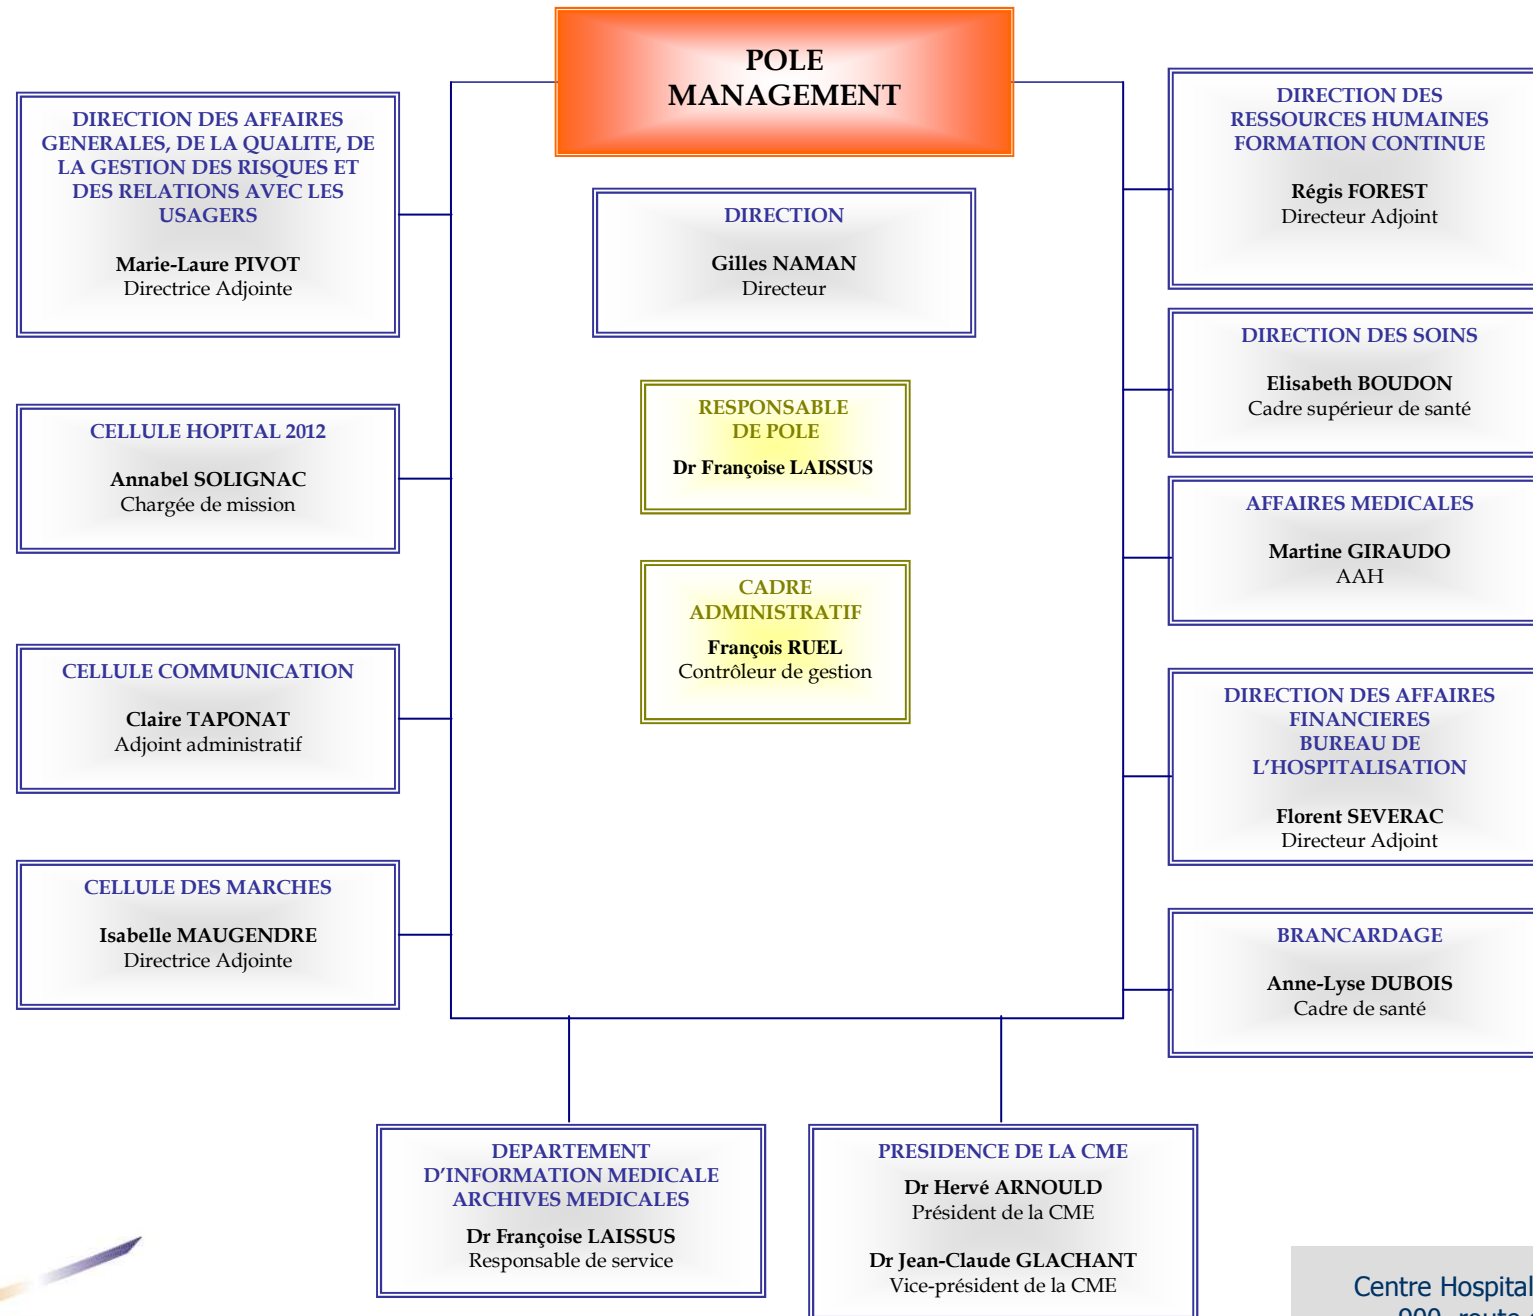 POLE
MANAGEMENT
DIRECTION DES AFFAIRES
GENERALES, DE LA QUALITE, DE
LA GESTION DES RISQUES ET
DES RELATIONS AVEC LES
USAGERS
Marie-Laure PIVOT
Directrice Adjointe
CELLULE HOPITAL 2012
Annabel SOLIGNAC
Chargée de mission
CELLULE COMMUNICATION
Claire TAPONAT
Adjoint administratif
CELLULE DES MARCHES
Isabelle MAUGENDRE
Directrice Adjointe
DIRECTION
Gilles NAMAN
Directeur
RESPONSABLE
DE POLE
Dr Françoise LAISSUS
CADRE
ADMINISTRATIF
François RUEL
Contrôleur de gestion
DIRECTION DES
RESSOURCES HUMAINES
FORMATION CONTINUE
Régis FOREST
Directeur Adjoint
DIRECTION DES SOINS
Elisabeth BOUDON
Cadre supérieur de santé
AFFAIRES MEDICALES
Martine GIRAUDO
AAH
DIRECTION DES AFFAIRES
FINANCIERES
BUREAU DE
L’HOSPITALISATION
Florent SEVERAC
Directeur Adjoint
BRANCARDAGE
Anne-Lyse DUBOIS
Cadre de santé
DEPARTEMENT
D’INFORMATION MEDICALE
ARCHIVES MEDICALES
Dr Françoise LAISSUS
Responsable de service
PRESIDENCE DE LA CME
Dr Hervé ARNOULD
Président de la CME
Dr Jean-Claude GLACHANT
Vice-président de la CME
Centre Hospital
route